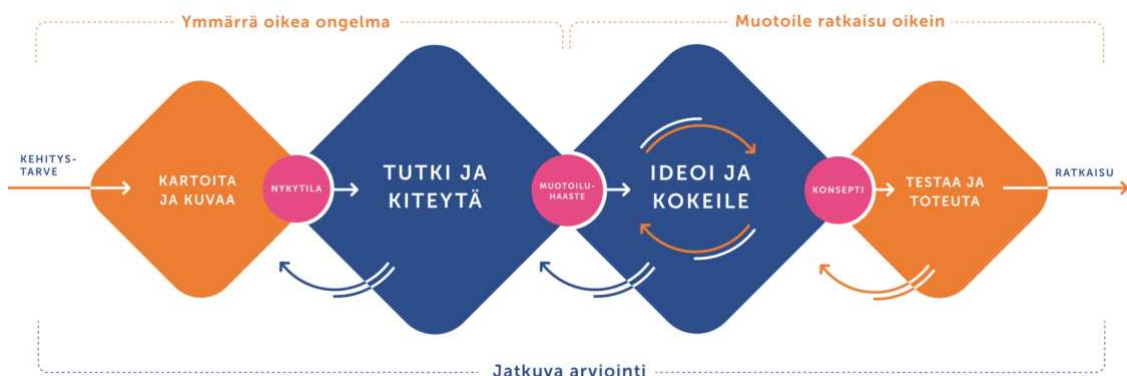 Ymmärrä oikea ongelma
Muotoile ratkaisu oikein
KEHITYS-
TARVE
KARTOITA
JA KUVAA
NYKYTILA
TUTKI JA
KITEYTÄ
MUOTOILU-
HAASTE
IDEOI JA
KOKEILE
KONSEPTI
TESTAA JA
TOTEUTA
RATKAISU
Jatkuva arviointi